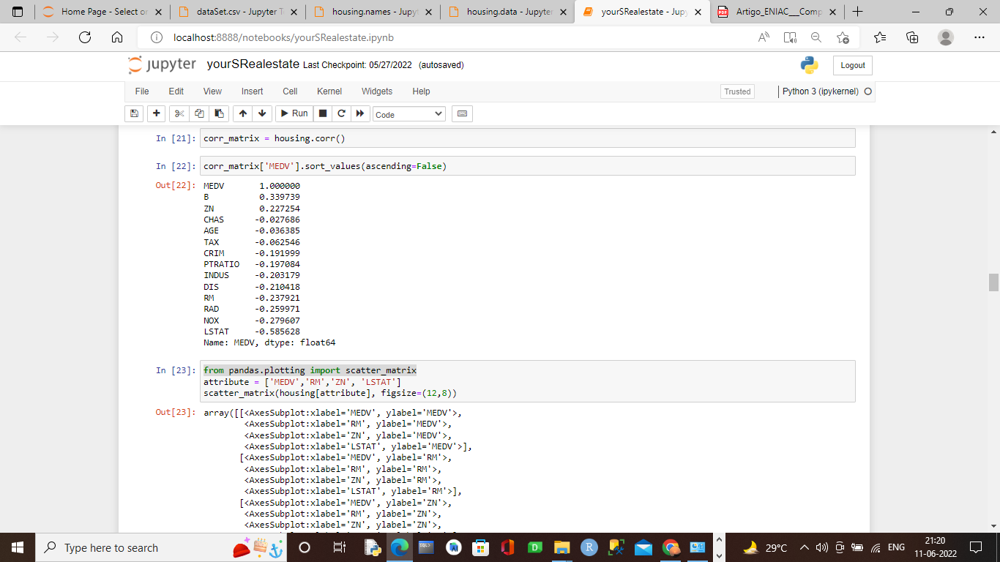 Home Page - Select or
dataSet.csv - Jupyter Te
housing.names - Jupyt
housing.data - Jupyter
yourSRealestate - Jupy
PDF Artigo_ENIAC___Comp
localhost:8888/notebooks/yourSRealestate.ipynb
jupyter yourSRealestate Last Checkpoint: 05/27/2022 (autosaved) Logout
File Edit View Insert Cell Kernel Widgets Help Trusted Python 3 (ipykernel)
Run Code
In [21]: corr_matrix = housing.corr()
In [22]: corr_matrix['MEDV'].sort_values(ascending=False)
Out[22]: MEDV 1.000000
B 0.339739
ZN 0.227254
CHAS -0.027686
AGE -0.036385
TAX -0.062546
CRIM -0.191999
PTRATIO -0.197084
INDUS -0.203179
DIS -0.210418
RM -0.237921
RAD -0.259971
NOX -0.279607
LSTAT -0.585628
Name: MEDV, dtype: float64
In [23]: from pandas.plotting import scatter_matrix
attribute = ['MEDV','RM','ZN', 'LSTAT']
scatter_matrix(housing[attribute], figsize=(12,8))
Out[23]: array([[<AxesSubplot:xlabel='MEDV', ylabel='MEDV'>,
<AxesSubplot:xlabel='RM', ylabel='MEDV'>,
<AxesSubplot:xlabel='ZN', ylabel='MEDV'>,
<AxesSubplot:xlabel='LSTAT', ylabel='MEDV'>],
[<AxesSubplot:xlabel='MEDV', ylabel='RM'>,
<AxesSubplot:xlabel='RM', ylabel='RM'>,
<AxesSubplot:xlabel='ZN', ylabel='RM'>,
<AxesSubplot:xlabel='LSTAT', ylabel='RM'>],
[<AxesSubplot:xlabel='MEDV', ylabel='ZN'>,
<AxesSubplot:xlabel='RM', ylabel='ZN'>,
<AxesSubplot:xlabel='ZN', ylabel='ZN'>,
Type here to search
29°C
ENG
21:20
11-06-2022